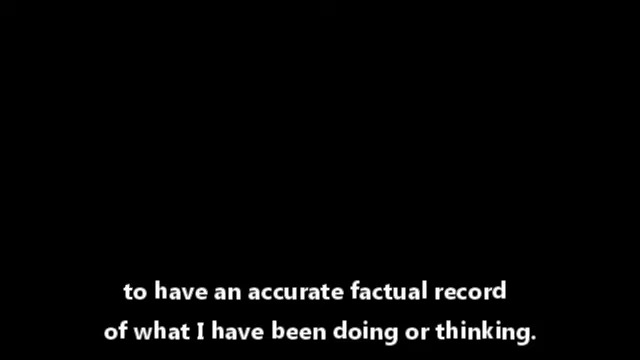 to have an accurate factual record
of what I have been doing or thinking.